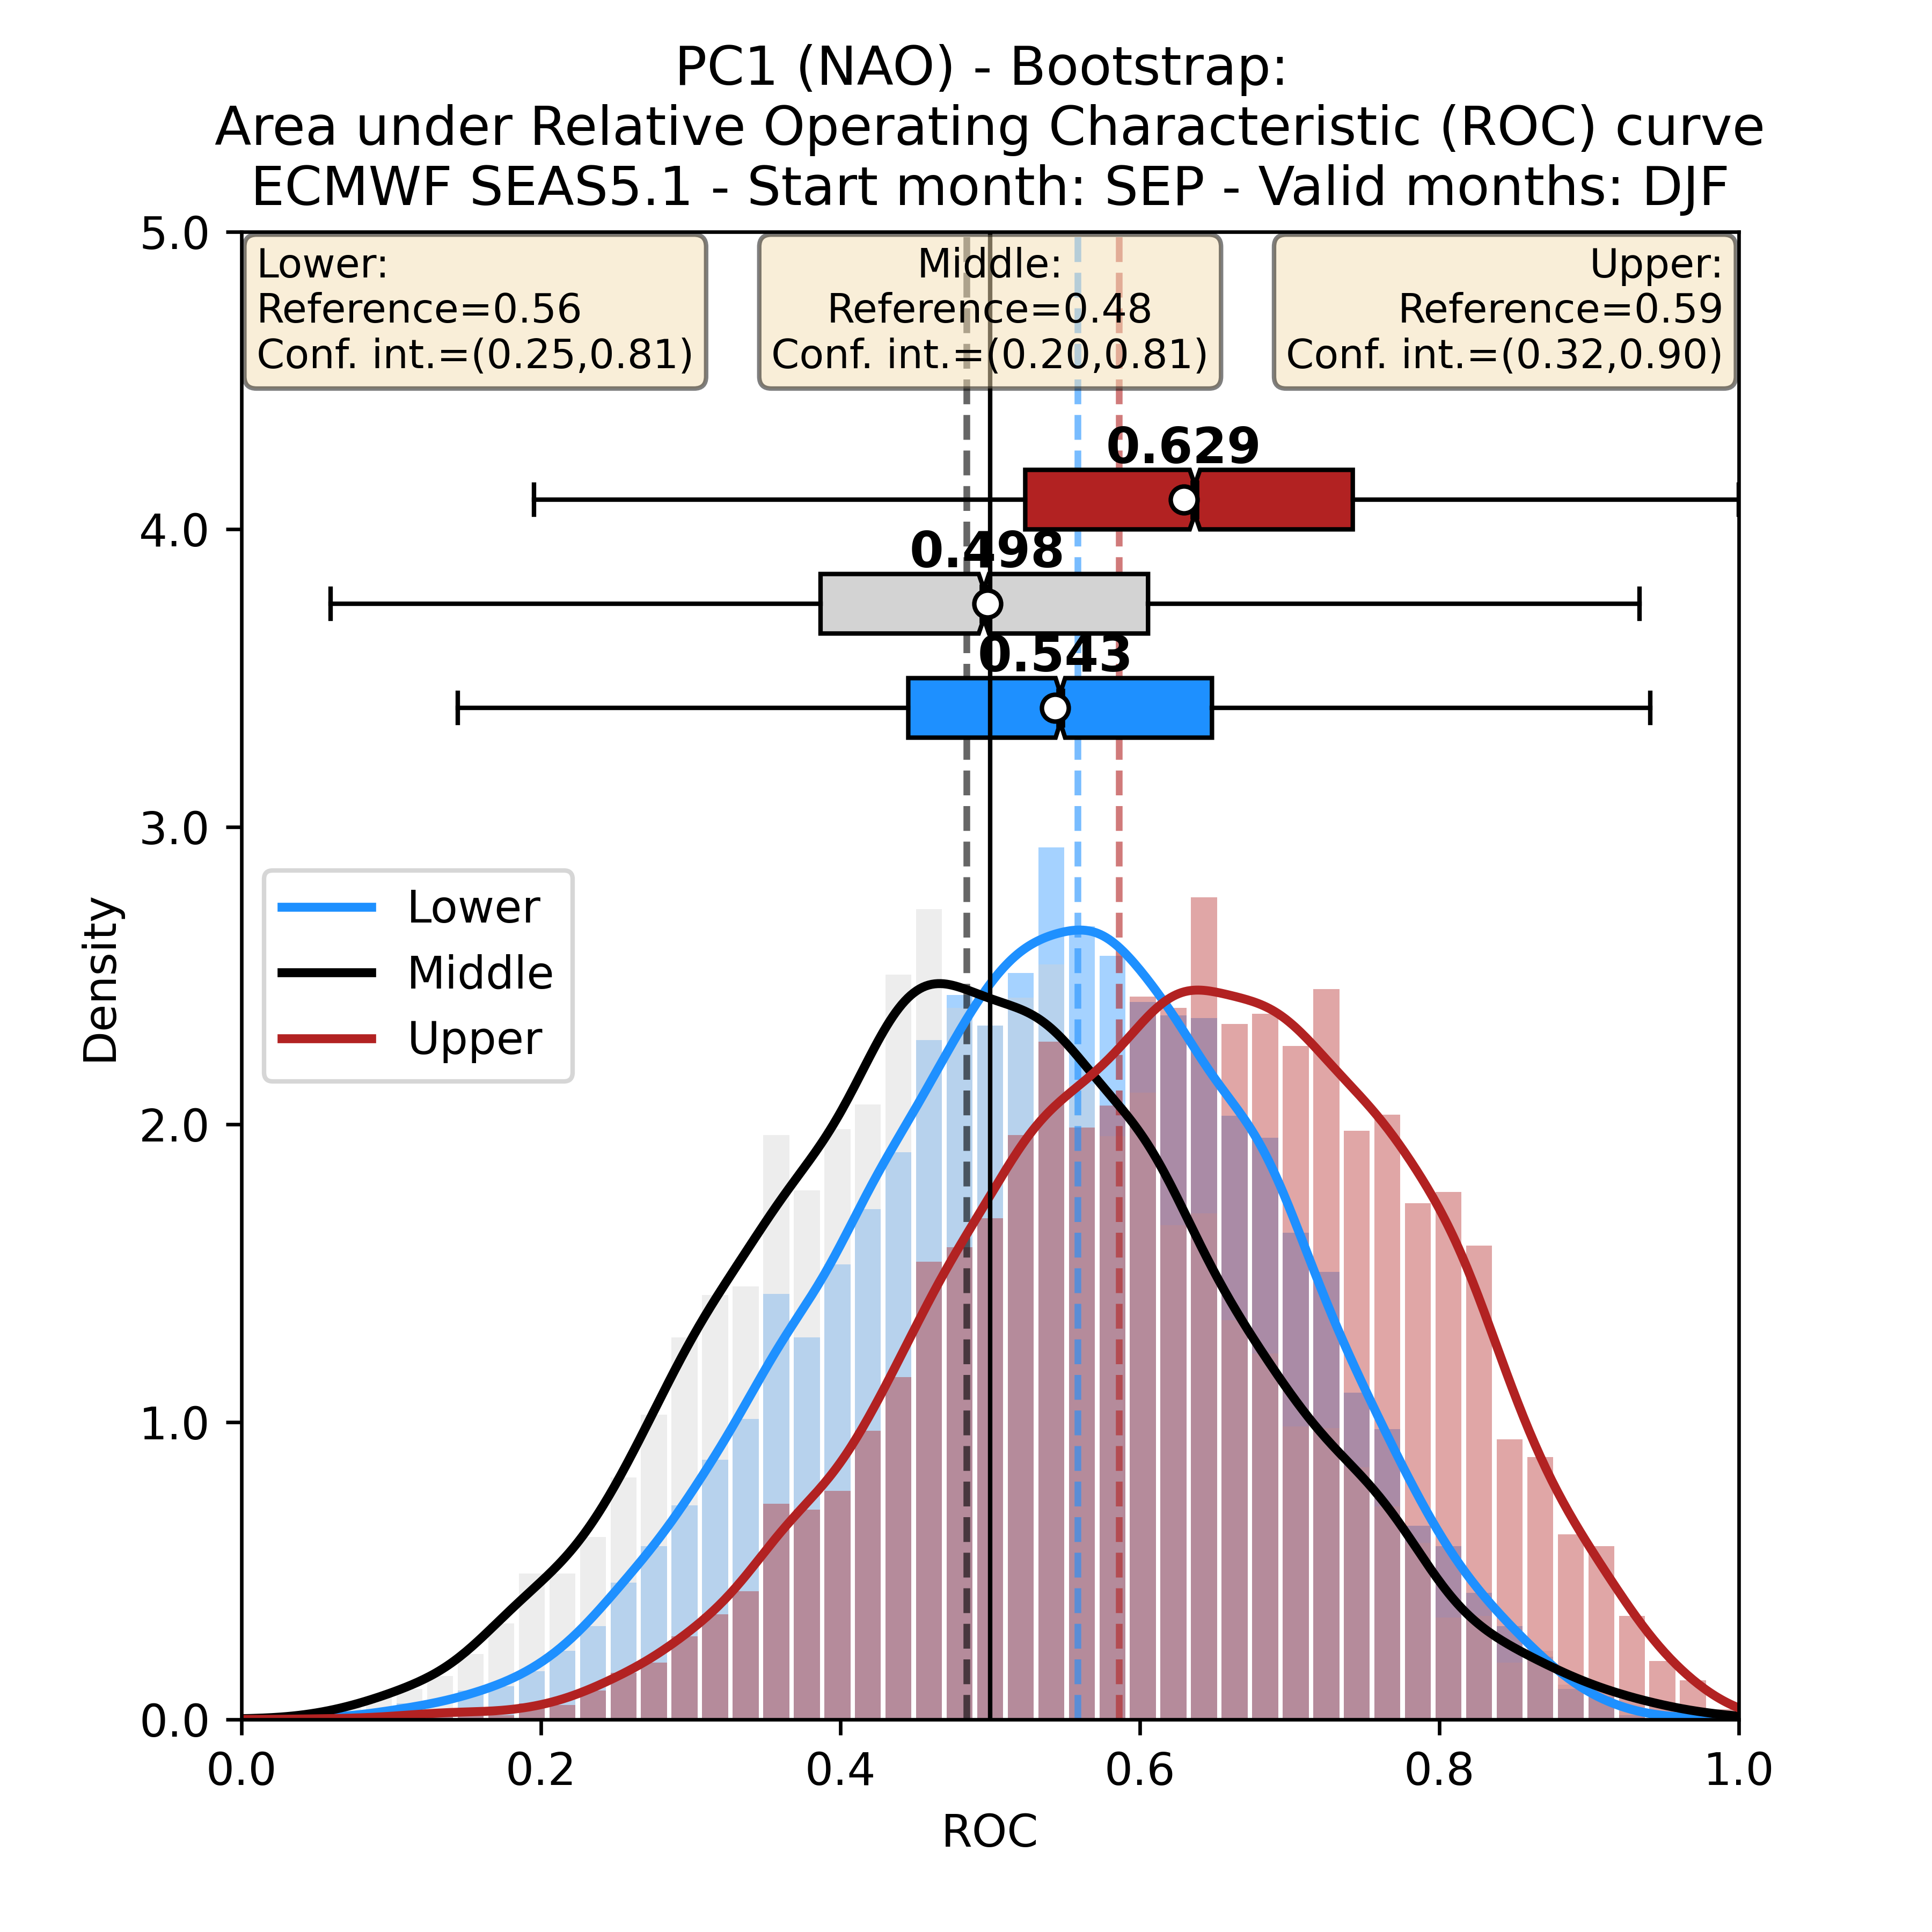 PC1 (NAO) - Bootstrap:
Area under Relative Operating Characteristic (ROC) curve
ECMWF SEAS5.1 - Start month: SEP - Valid months: DJF
5.0
Lower:
Reference=0.56
Conf. int.=(0.25,0.81)
Middle:
Reference=0.48
Conf. int.=(0.20,0.81)
Upper:
Reference=0.59
Conf. int.=(0.32,0.90)
0.629
4.0
0.498
0.543
3.0
Lower
Middle
Upper
Density
2.0
1.0
0.0
0.0 0.2 0.4 0.6 0.8 1.0
ROC